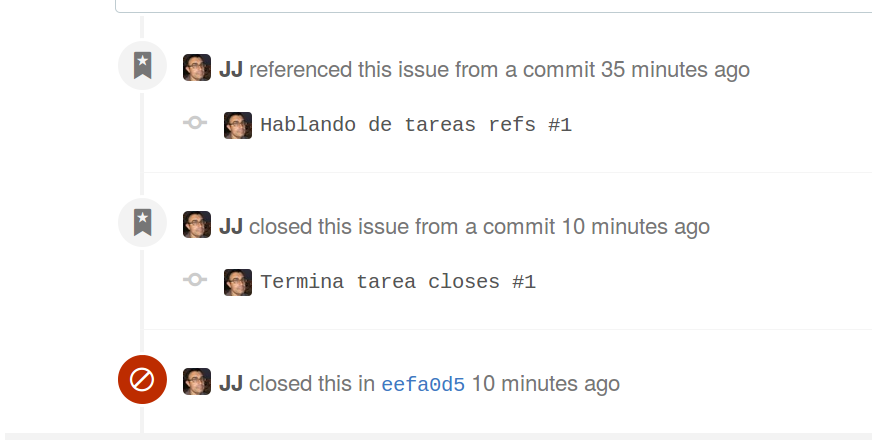 JJ referenced this issue from a commit 35 minutes ago
Hablando de tareas refs #1
JJ closed this issue from a commit 10 minutes ago
Termina tarea closes #1
JJ closed this in eefa0d5 10 minutes ago